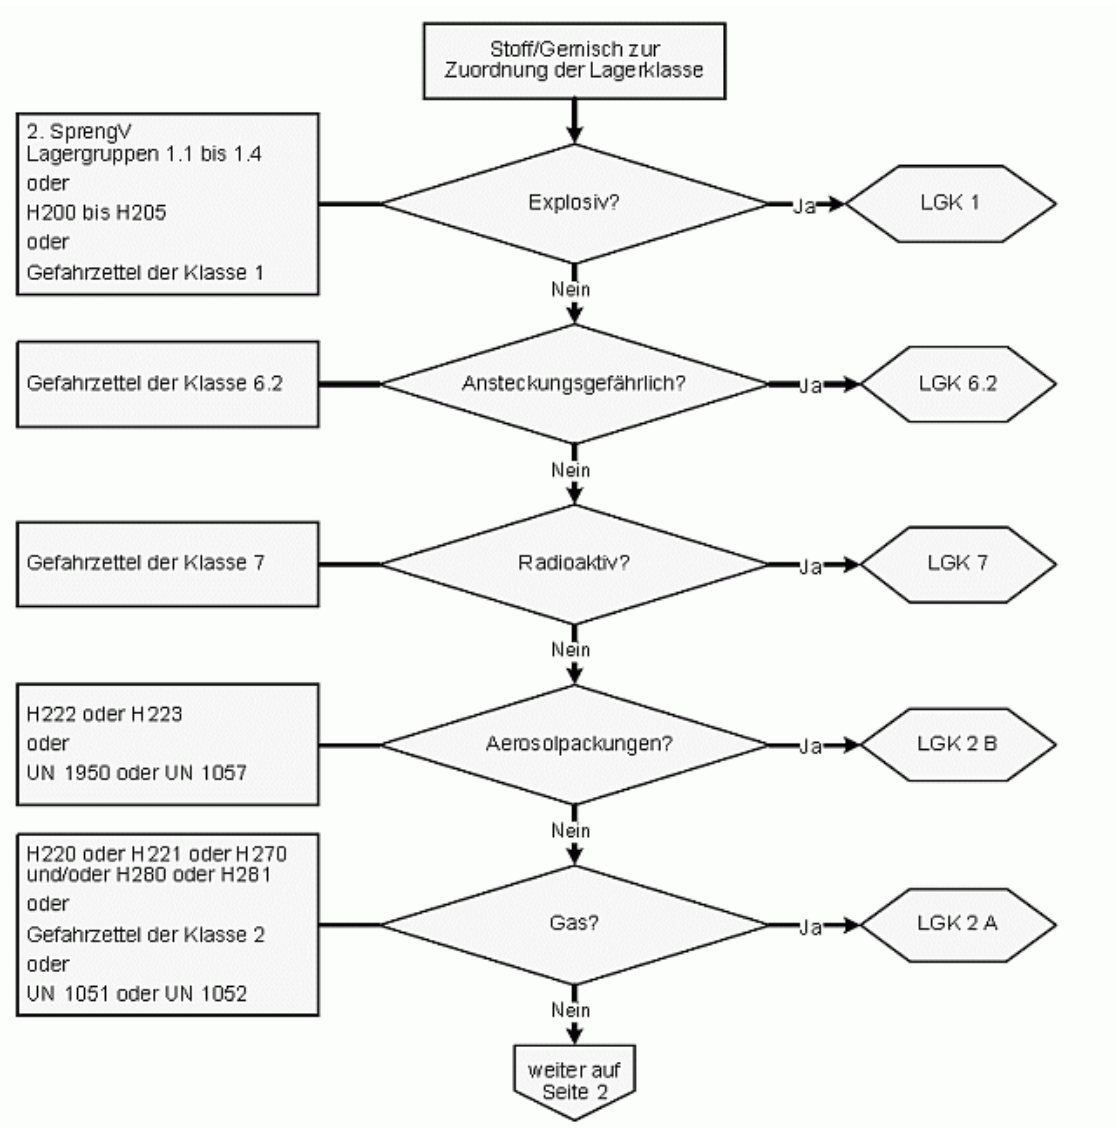 Stoff/Gemisch zur
Zuordnung der Lagerklasse
2. SprengV
Lagergruppen 1.1 bis 1.4
oder
H200 bis H205
oder
Gefahrzettel der Klasse 1
Explosiv?
Ja
LGK 1
Nein
Gefahrzettel der Klasse 6.2
Ansteckungsgefährlich?
Ja
LGK 6.2
Nein
Gefahrzettel der Klasse 7
Radioaktiv?
Ja
LGK 7
Nein
H222 oder H223
oder
UN 1950 oder UN 1057
Aerosolpackungen?
Ja
LGK 2 B
Nein
H220 oder H221 oder H270
und/oder H280 oder H281
oder
Gefahrzettel der Klasse 2
oder
UN 1051 oder UN 1052
Gas?
Ja
LGK 2 A
Nein
weiter auf
Seite 2